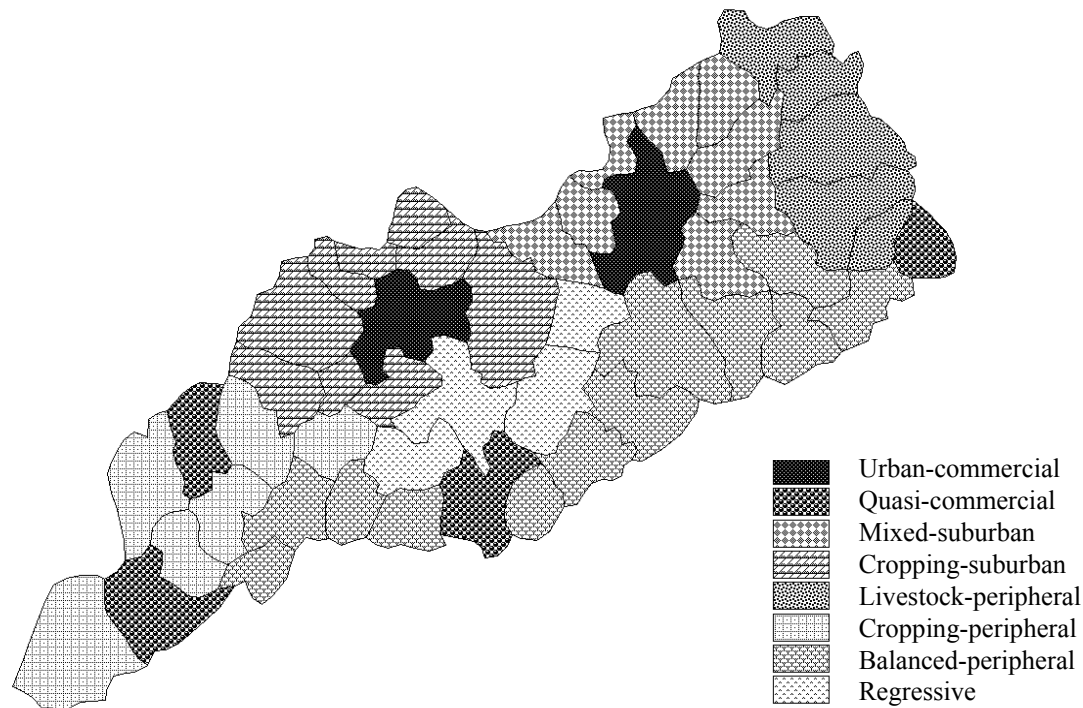 Urban-commercial
Quasi-commercial
Mixed-suburban
Cropping-suburban
Livestock-peripheral
Cropping-peripheral
Balanced-peripheral
Regressive